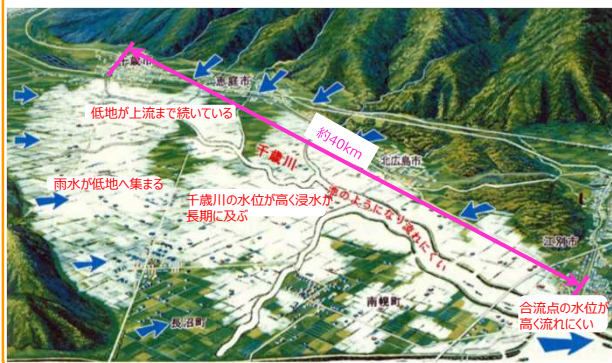 千歳市
恵庭市
低地が上流まで続いている
約40km
千歳川
北広島市
雨水が低地へ集まる
千歳川の水位が高く浸水が
長期に及ぶ
池のようになり流れにくい
江別市
南幌町
合流点の水位が
高く流れにくい
長沼町